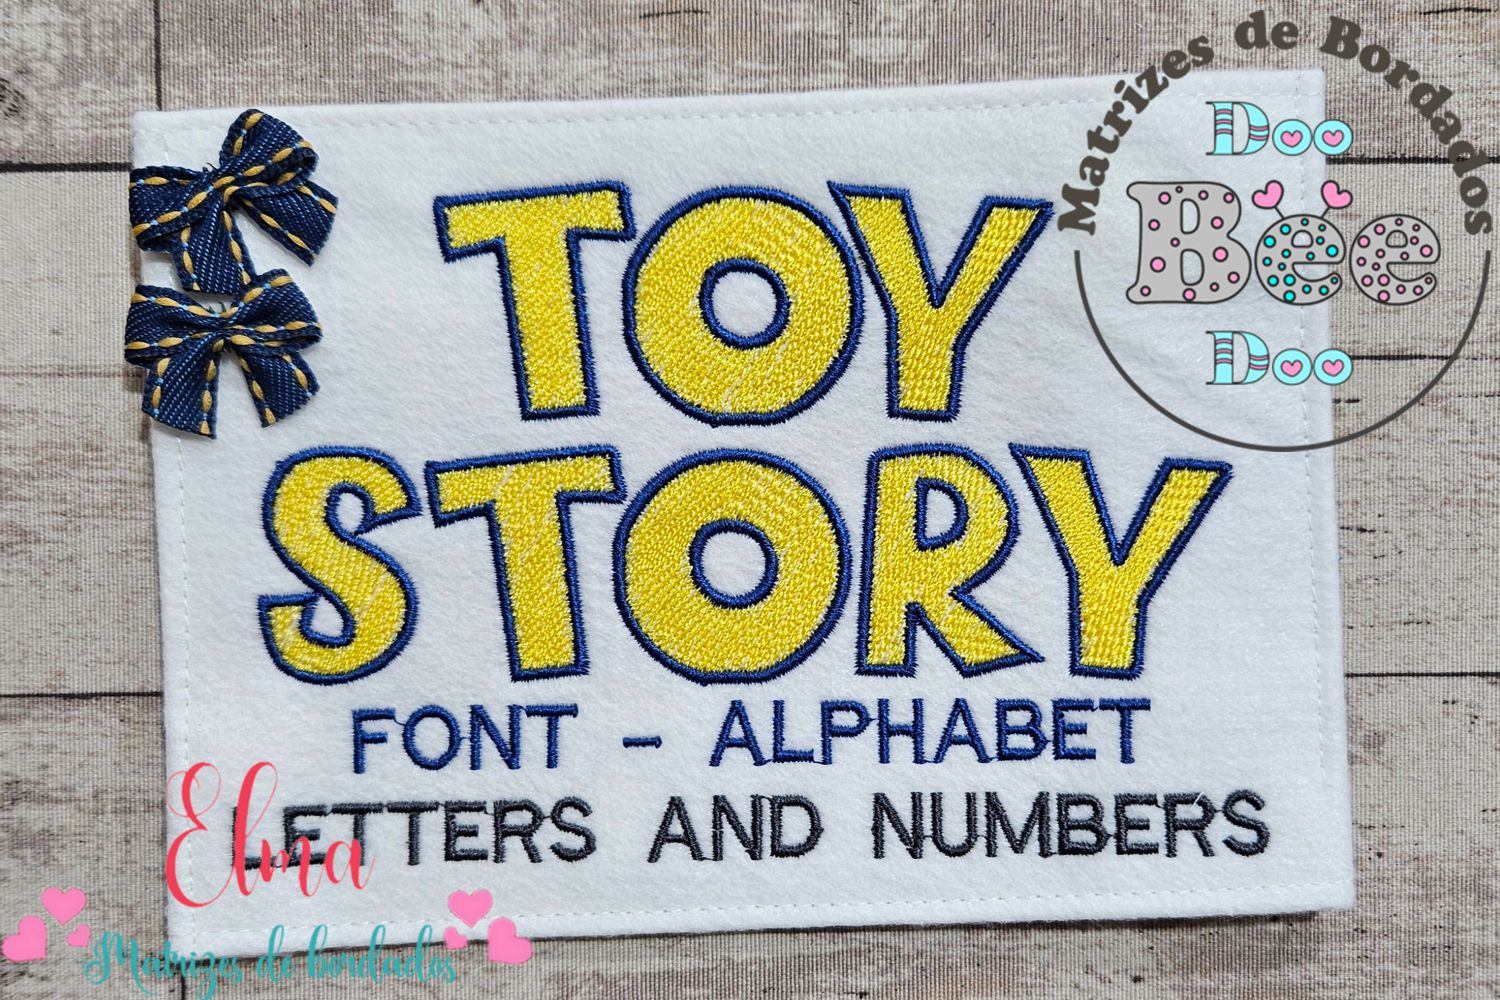 Matrizes de Bordados
Doo
Bee
Doo
TOY
STORY
FONT - ALPHABET
LETTERS AND NUMBERS
Elma
Matrizes de bordados